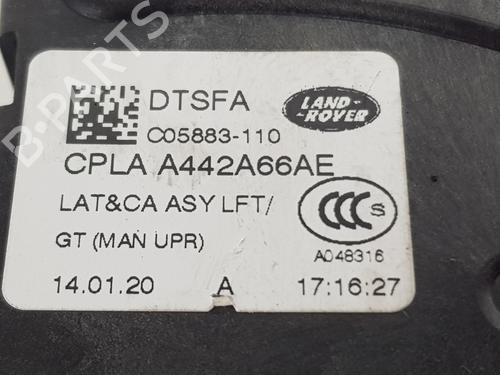 DTSFA
LAND-
ROVER
C05883-110
CPLA A442A66AE
LAT&CA ASY LFT/
GT (MAN UPR)
CCC S
A048316
14.01.20 A 17:16:27
B-PARTS